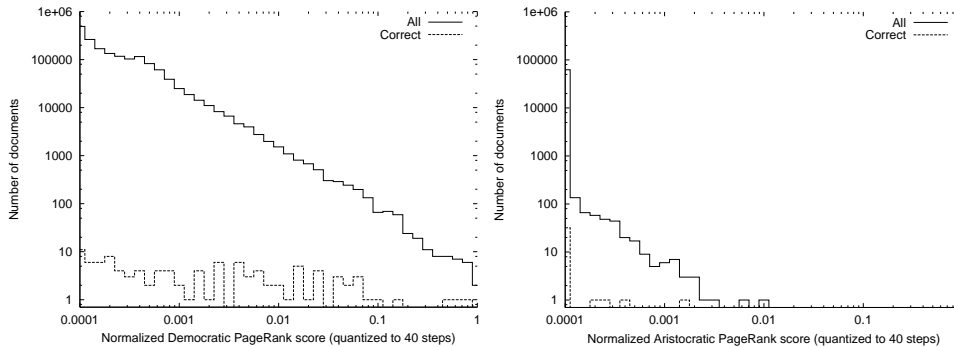 1e+06
100000
10000
1000
100
10
1
0.0001
0.001
0.01
0.1
1
Number of documents
Normalized Democratic PageRank score (quantized to 40 steps)
All
Correct
1e+06
100000
10000
1000
100
10
1
0.0001
0.001
0.01
0.1
Number of documents
Normalized Aristocratic PageRank score (quantized to 40 steps)
All
Correct